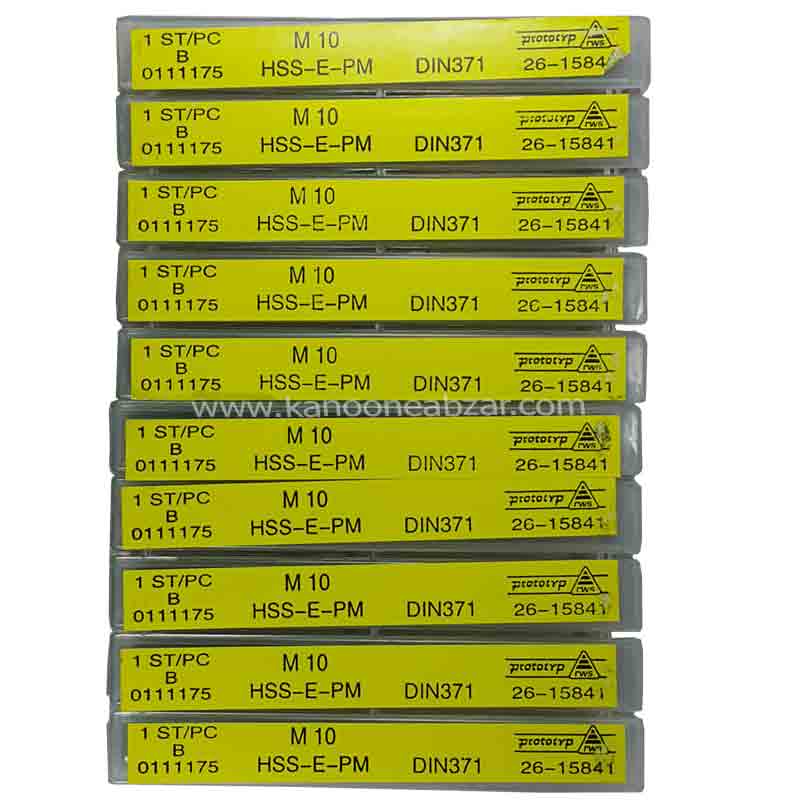 1 ST/PC M 10 prototyp rws
B
0111175 HSS-E-PM DIN371 26-1584
1 ST/PC M 10 prototyp rws
B
0111175 HSS-E-PM DIN371 26-15841
1 ST/PC M 10 prototyp rws
B
0111175 HSS-E-PM DIN371 26-15841
1 ST/PC M 10 prototyp rws
B
0111175 HSS-E-PM DIN371 26-15841
1 ST/PC M 10 prototyp rws
B
0111175 HSS-E-PM DIN371 26-15841
www.kanooneabzar.com
1 ST/PC M 10 prototyp rws
B
0111175 HSS-E-PM DIN371 26-15841
1 ST/PC M 10 prototyp rws
B
0111175 HSS-E-PM DIN371 26-15841
1 ST/PC M 10 prototyp rws
B
0111175 HSS-E-PM DIN371 26-15841
1 ST/PC M 10 prototyp rws
B
0111175 HSS-E-PM DIN371 26-15841
1 ST/PC M 10 prototyp rws
B
0111175 HSS-E-PM DIN371 26-15841